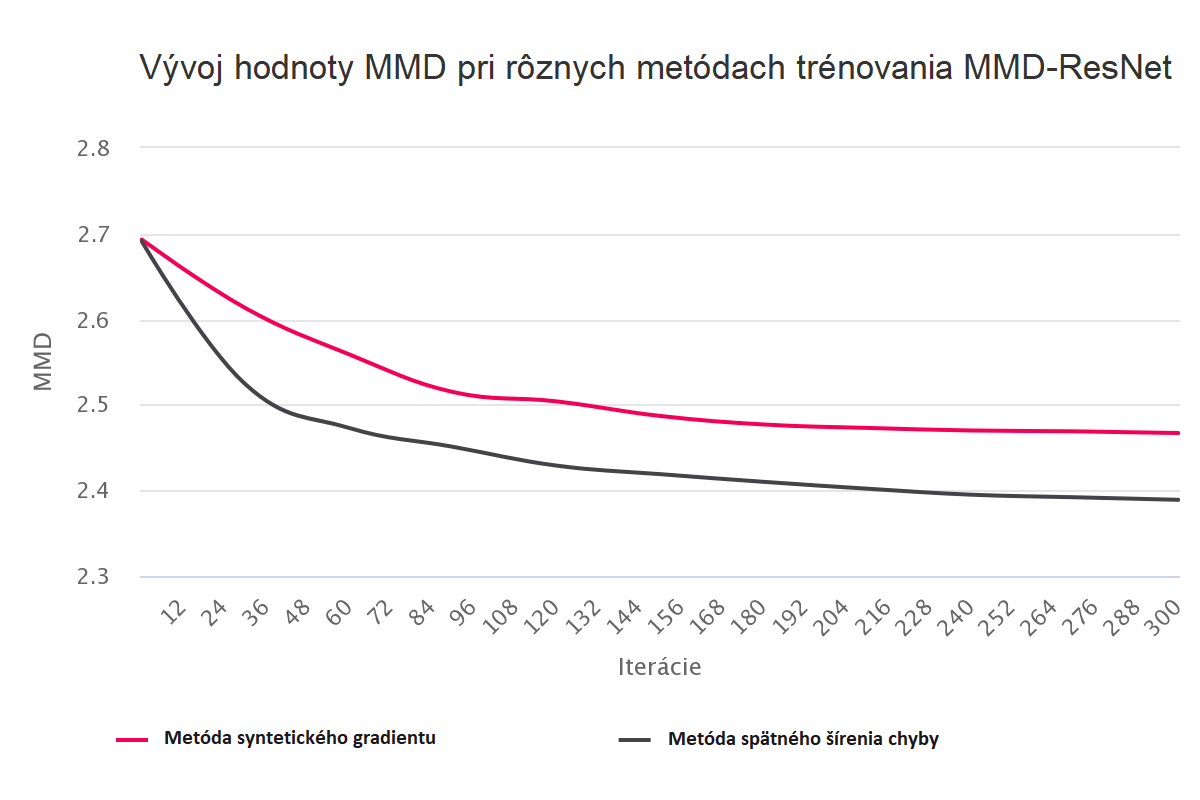 Vývoj hodnoty MMD pri rôznych metódach trénovania MMD-ResNet
2.8
2.7
2.6
2.5
2.4
2.3
MMD
12 24 36 48 60 72 84 96 108 120 132 144 156 168 180 192 204 216 228 240 252 264 276 288 300
Iterácie
Metóda syntetického gradientu
Metóda spätného šírenia chyby